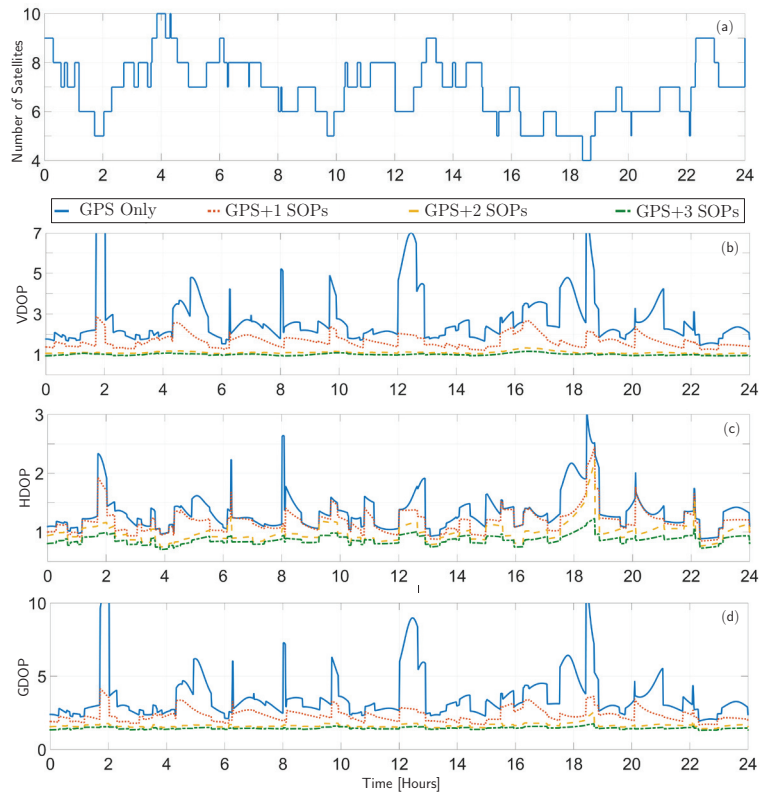 (a)
Number of Satellites
10
8
6
4
0 2 4 6 8 10 12 14 16 18 20 22 24
GPS Only GPS+1 SOPs GPS+2 SOPs GPS+3 SOPs
(b)
VDOP
7
5
3
1
0 2 4 6 8 10 12 14 16 18 20 22 24
(c)
HDOP
3
2
1
0 2 4 6 8 10 12 14 16 18 20 22 24
(d)
GDOP
10
5
0
0 2 4 6 8 10 12 14 16 18 20 22 24
Time [Hours]